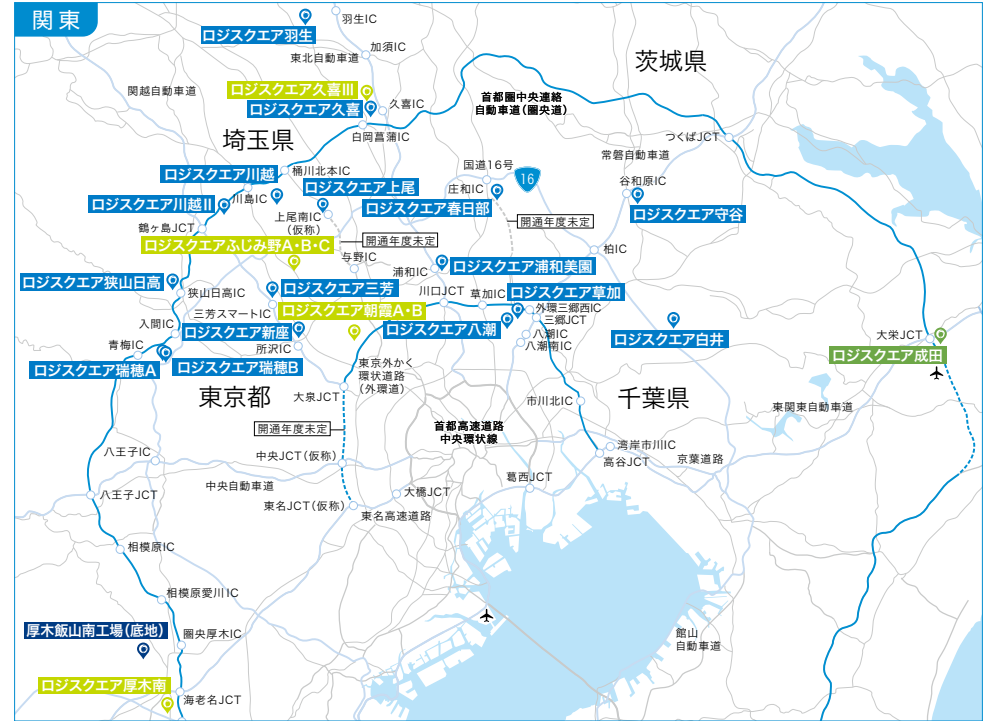 関東
羽生IC
ロジスクエア羽生
加須IC
東北自動車道
茨城県
関越自動車道
ロジスクエア久喜III
ロジスクエア久喜
久喜IC
首都圏中央連絡
自動車道(圏央道)
白岡菖蒲IC
つくばJCT
埼玉県
常磐自動車道
国道16号
16
桶川北本IC
ロジスクエア川越
ロジスクエア上尾
庄和IC
谷和原IC
川島IC
ロジスクエア川越II
ロジスクエア春日部
ロジスクエア守谷
上尾南IC
(仮称)
開通年度未定
鶴ヶ島JCT
開通年度未定
ロジスクエアふじみ野A・B・C
柏IC
与野IC
浦和IC
ロジスクエア浦和美園
ロジスクエア狭山日高
狭山日高IC
ロジスクエア三芳
川口JCT
草加IC
ロジスクエア草加
三芳スマートIC
ロジスクエア朝霞A・B
外環三郷西IC
三郷JCT
入間IC
ロジスクエア新座
ロジスクエア八潮
八潮IC
八潮南IC
ロジスクエア白井
大栄JCT
青梅IC
所沢IC
ロジスクエア成田
ロジスクエア瑞穂A
ロジスクエア瑞穂B
東京外かく
環状道路
(外環道)
東京都
大泉JCT
千葉県
市川北IC
東関東自動車道
開通年度未定
首都高速道路
中央環状線
湾岸市川IC
八王子IC
中央JCT(仮称)
高谷JCT
京葉道路
中央自動車道
葛西JCT
八王子JCT
大橋JCT
東名JCT(仮称)
東名高速道路
相模原IC
相模原愛川IC
厚木飯山南工場(底地)
圏央厚木IC
館山
自動車道
ロジスクエア厚木南
海老名JCT